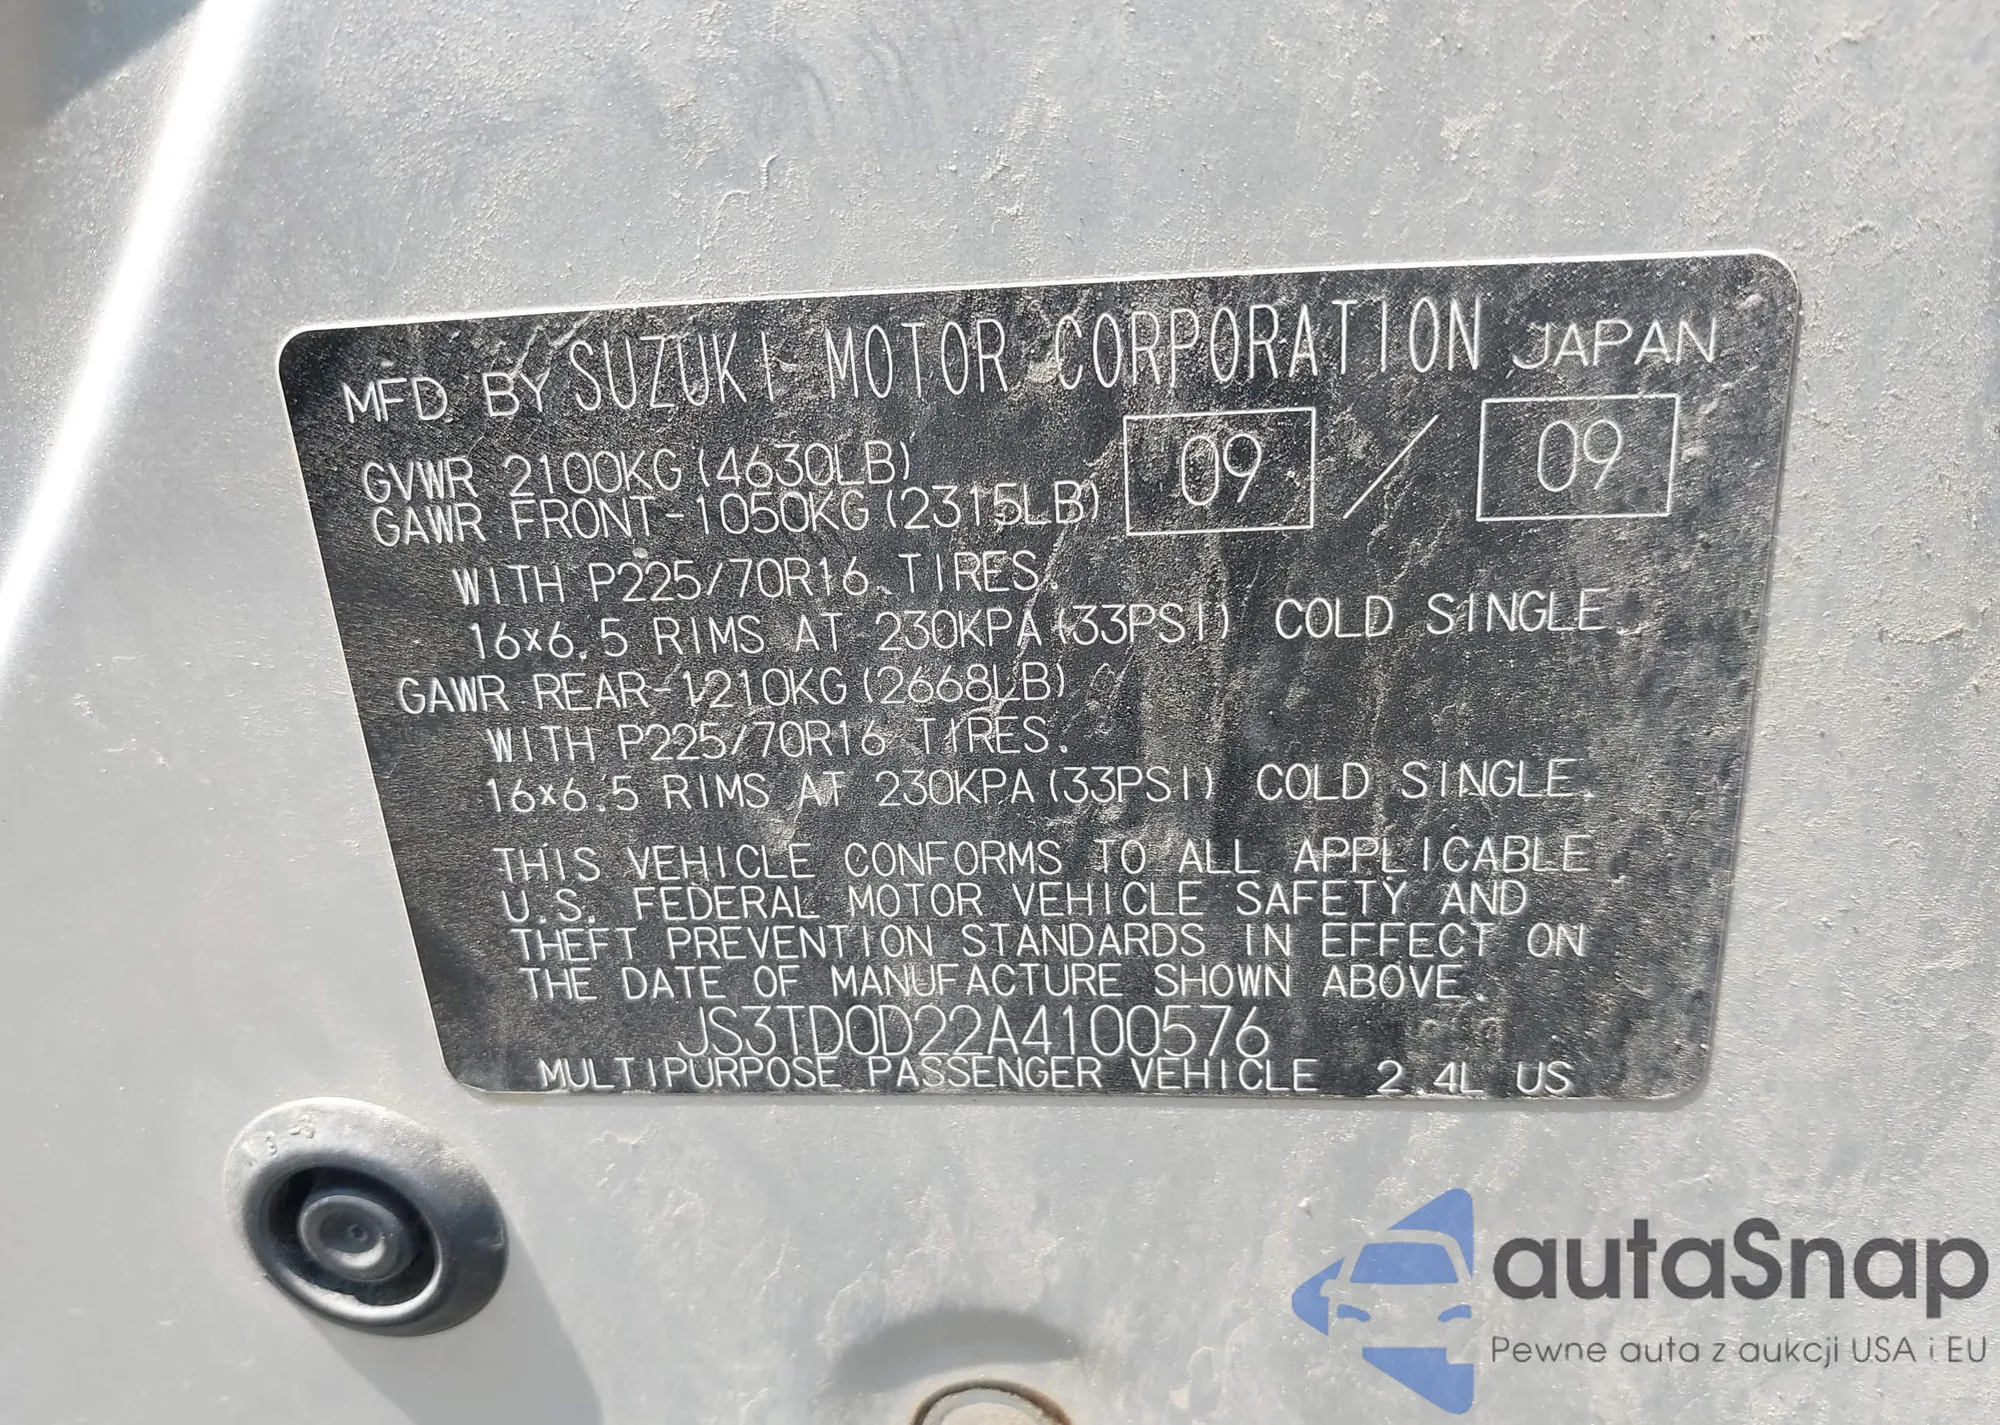 MFD. BY SUZUKI MOTOR CORPORATION JAPAN
09 / 09
GVWR 2100KG(4630LB)
GAWR FRONT-1050KG(2315LB)
WITH P225/70R16 TIRES.
16x6.5 RIMS AT 230KPA(33PSI) COLD SINGLE.
GAWR REAR-1210KG(2668LB)
WITH P225/70R16 TIRES.
16x6.5 RIMS AT 230KPA(33PSI) COLD SINGLE.
THIS VEHICLE CONFORMS TO ALL APPLICABLE
U.S. FEDERAL MOTOR VEHICLE SAFETY AND
THEFT PREVENTION STANDARDS IN EFFECT ON
THE DATE OF MANUFACTURE SHOWN ABOVE.
JS3TD0D22A4100576
MULTIPURPOSE PASSENGER VEHICLE 2.4L US
autaSnap
Pewne auta z aukcji USA i EU